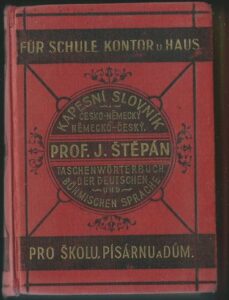 FÜR SCHULE KONTOR U HAUS
KAPESNÍ SLOVNÍK
ČESKO-NĚMECKÝ
NĚMECKO-ČESKÝ.
PROF. J. ŠTĚPÁN
TASCHENWÖRTERBUCH
DER DEUTSCHEN
UND
BÖHMISCHEN SPRACHE
PRO ŠKOLU, PÍSÁRNU A DŮM.